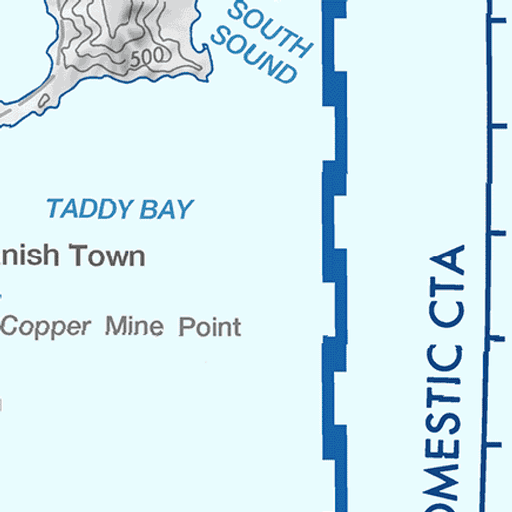 SOUTH
SOUND
500
TADDY BAY
nish Town
Copper Mine Point
OMESTIC CTA